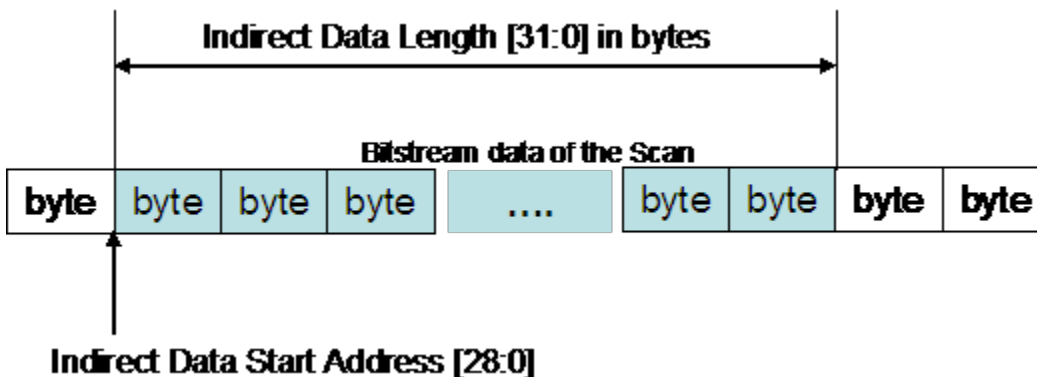 Indirect Data Length [31:0] in bytes
Bitstream data of the Scan
byte byte byte byte .... byte byte byte byte
Indirect Data Start Address [28:0]